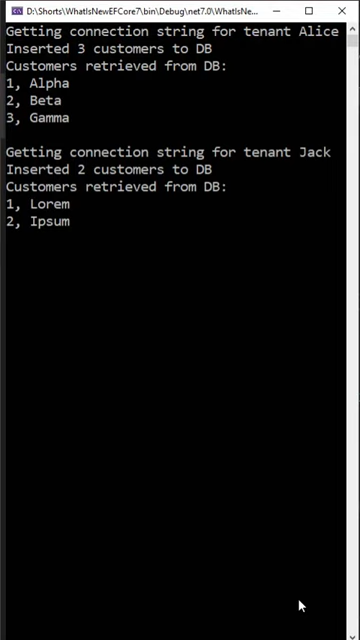 D:\Shorts\WhatIsNewEFCore7\bin\Debug\net7.0\WhatIsNe...
Getting connection string for tenant Alice
Inserted 3 customers to DB
Customers retrieved from DB:
1, Alpha
2, Beta
3, Gamma
Getting connection string for tenant Jack
Inserted 2 customers to DB
Customers retrieved from DB:
1, Lorem
2, Ipsum